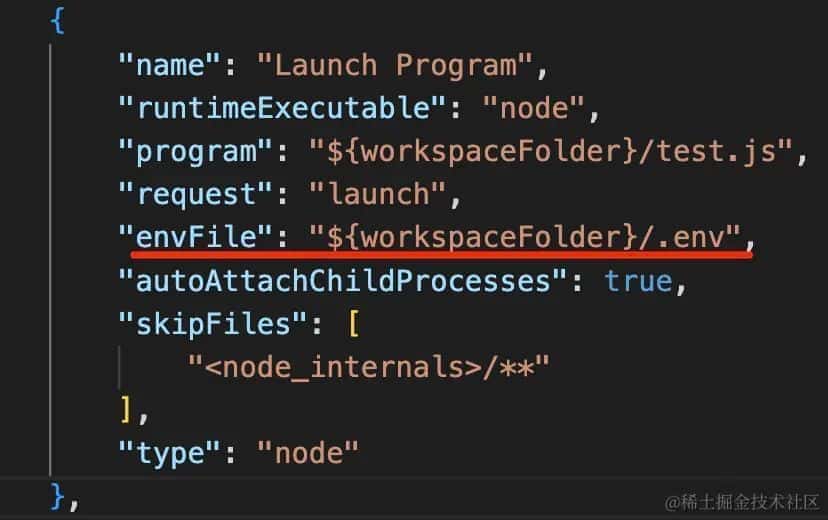 {
"name": "Launch Program",
"runtimeExecutable": "node",
"program": "${workspaceFolder}/test.js",
"request": "launch",
"envFile": "${workspaceFolder}/.env",
"autoAttachChildProcesses": true,
"skipFiles": [
"<node_internals>/**"
],
"type": "node"
},
@稀土掘金技术社区